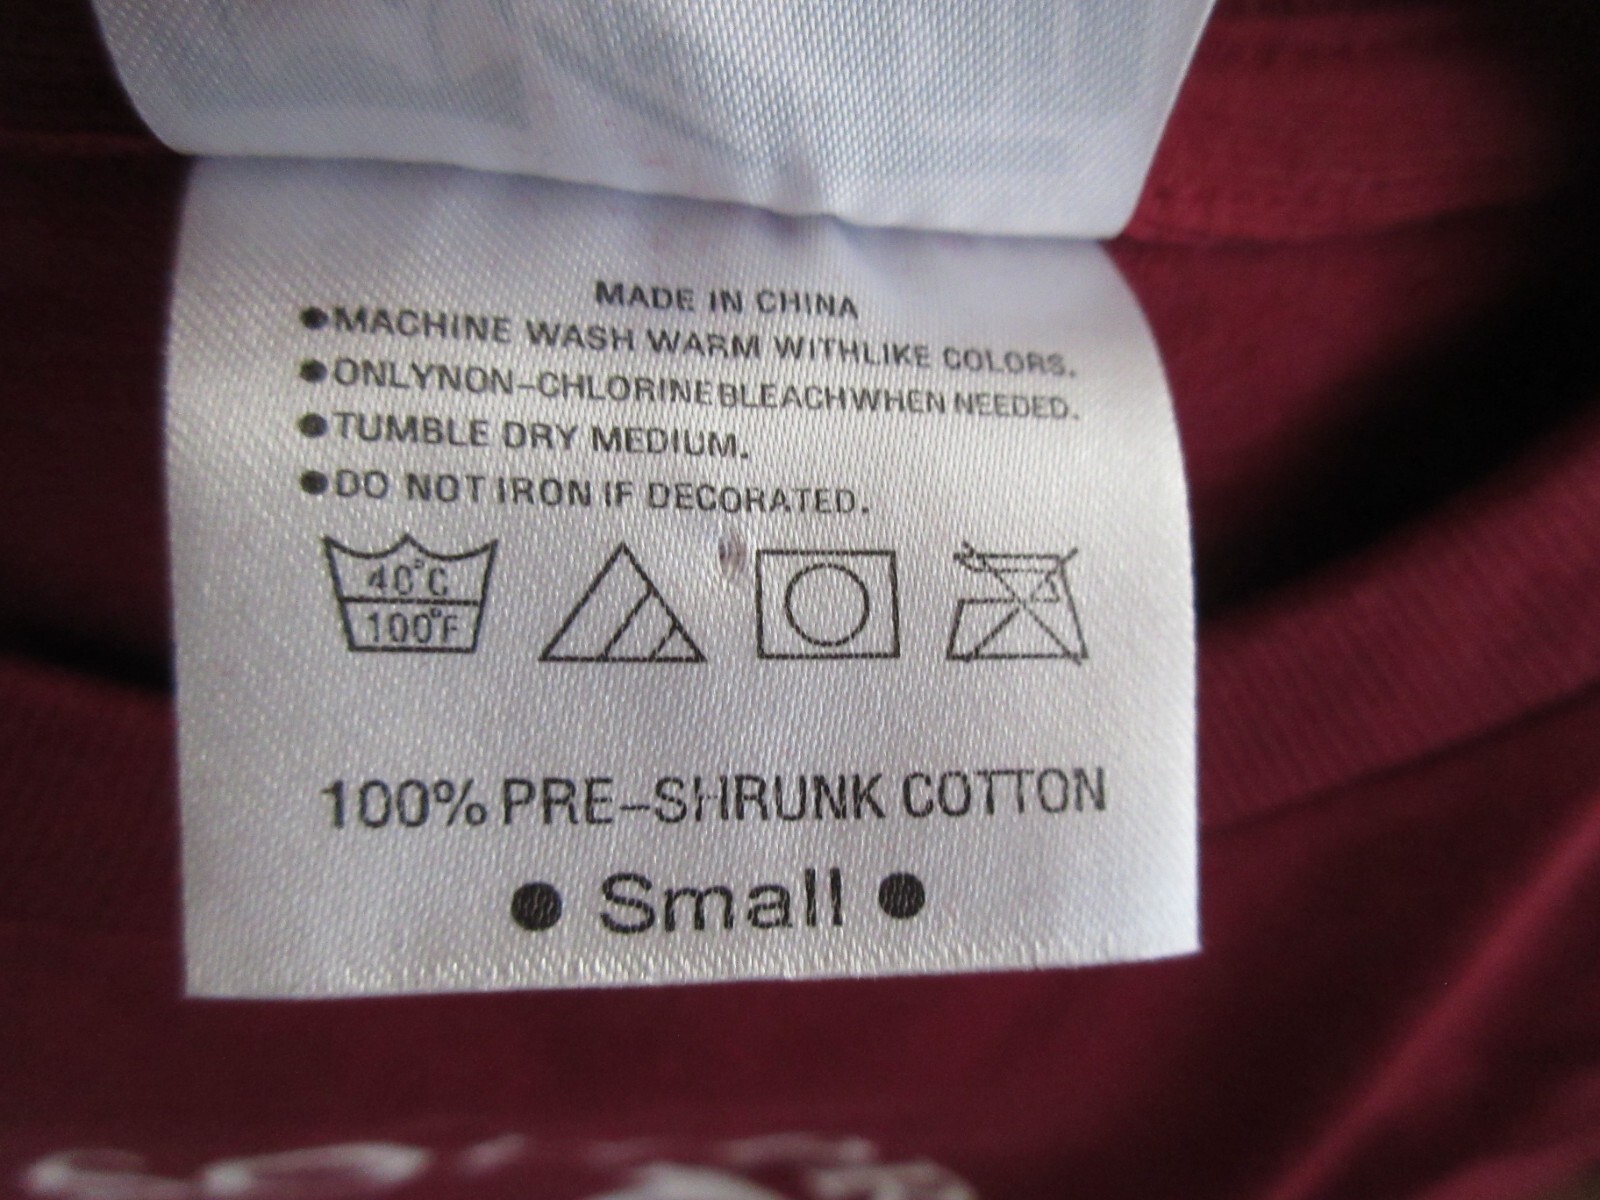 MADE IN CHINA
●MACHINE WASH WARM WITHLIKE COLORS.
●ONLYNON-CHLORINEBLEACHWHEN NEEDED.
●TUMBLE DRY MEDIUM.
●DO NOT IRON IF DECORATED.
40°C
100°F
100% PRE-SHRUNK COTTON
● Small ●